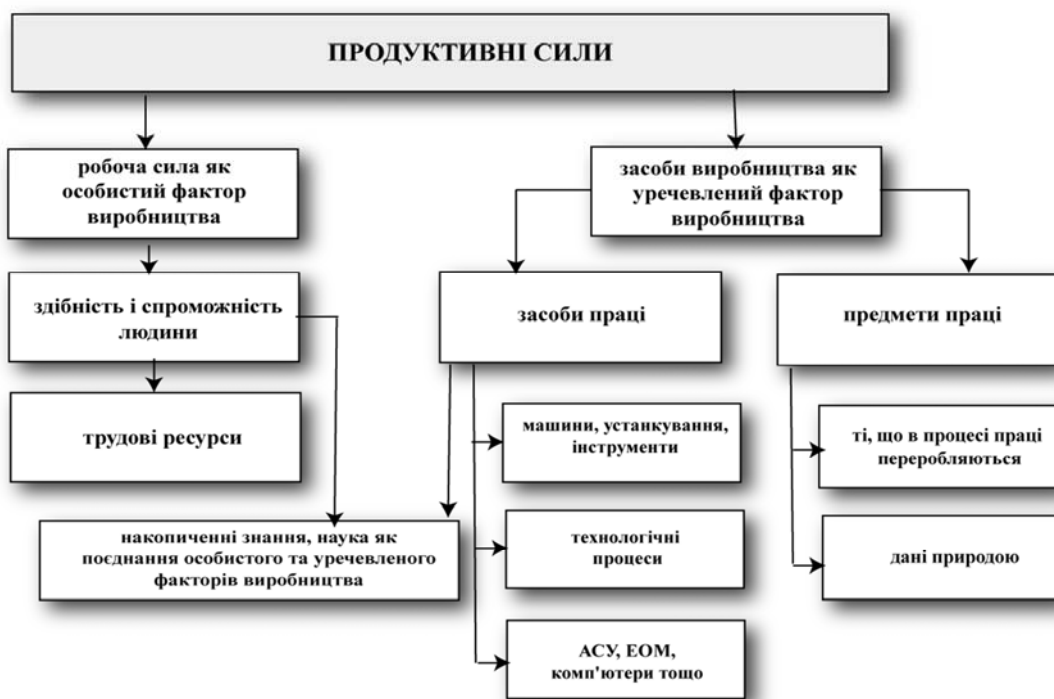 ПРОДУКТИВНІ СИЛИ
робоча сила як
особистий фактор
виробництва
засоби виробництва як
уречевлений фактор
виробництва
здібність і спроможність
людини
засоби праці
предмети праці
трудові ресурси
машини, устанкування,
інструменти
ті, що в процесі праці
переробляються
накопиченні знання, наука як
поєднання особистого та уречевленого
факторів виробництва
технологічні
процеси
дані природою
АСУ, ЕОМ,
комп'ютери тощо